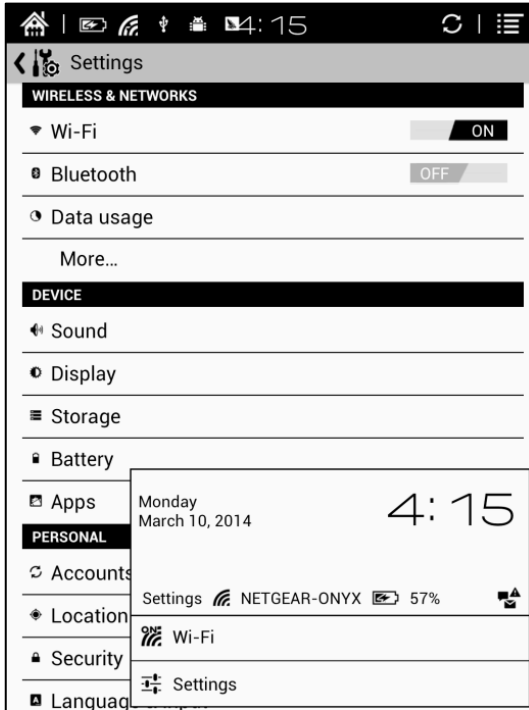 4:15
Settings
WIRELESS & NETWORKS
Wi-Fi
ON
Bluetooth
OFF
Data usage
More...
DEVICE
Sound
Display
Storage
Battery
Apps
PERSONAL
Accounts
Location
Security
Language
Monday
March 10, 2014
4:15
Settings NETGEAR-ONYX 57%
Wi-Fi
Settings